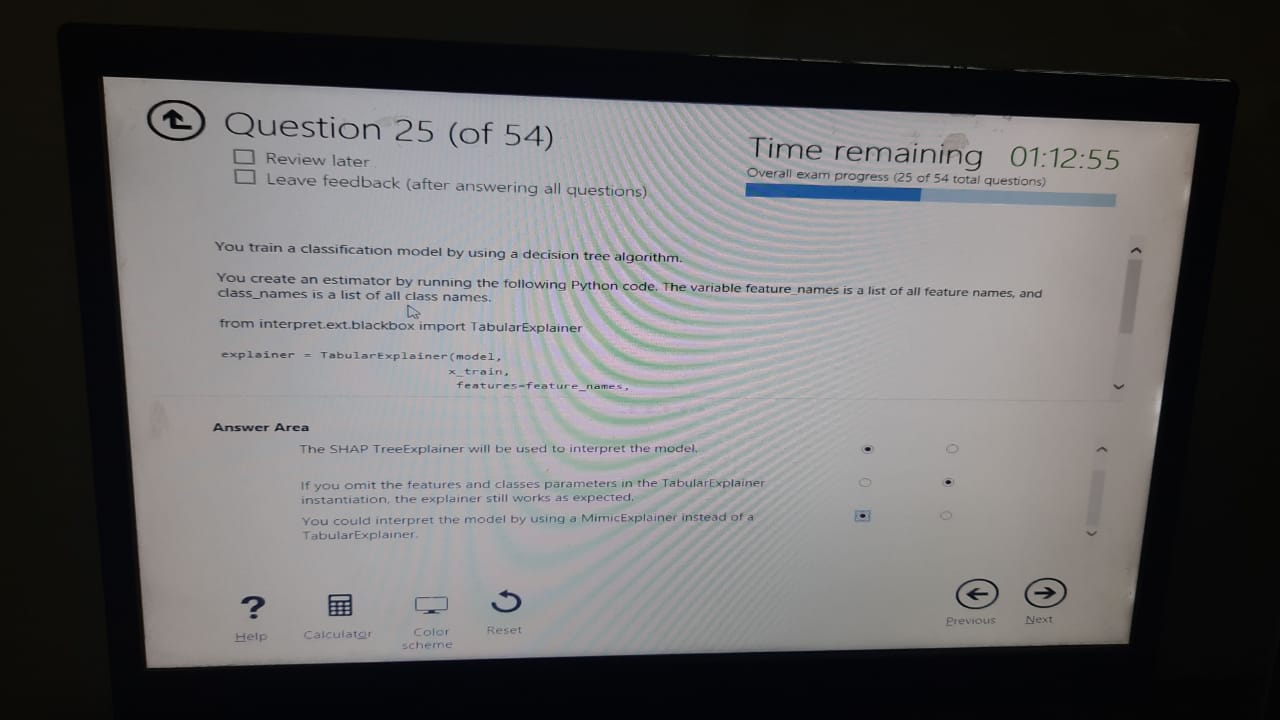 Question 25 (of 54)
Review later
Leave feedback (after answering all questions)
Time remaining 01:12:55
Overall exam progress (25 of 54 total questions)
You train a classification model by using a decision tree algorithm.
You create an estimator by running the following Python code. The variable feature_names is a list of all feature names, and
class_names is a list of all class names.
from interpret.ext.blackbox import TabularExplainer
explainer = TabularExplainer(model,
x_train,
features=feature_names,
Answer Area
The SHAP TreeExplainer will be used to interpret the model.
If you omit the features and classes parameters in the TabularExplainer
instantiation, the explainer still works as expected.
You could interpret the model by using a MimicExplainer instead of a
TabularExplainer.
?
Help
Calculator
Color
scheme
Reset
Previous
Next